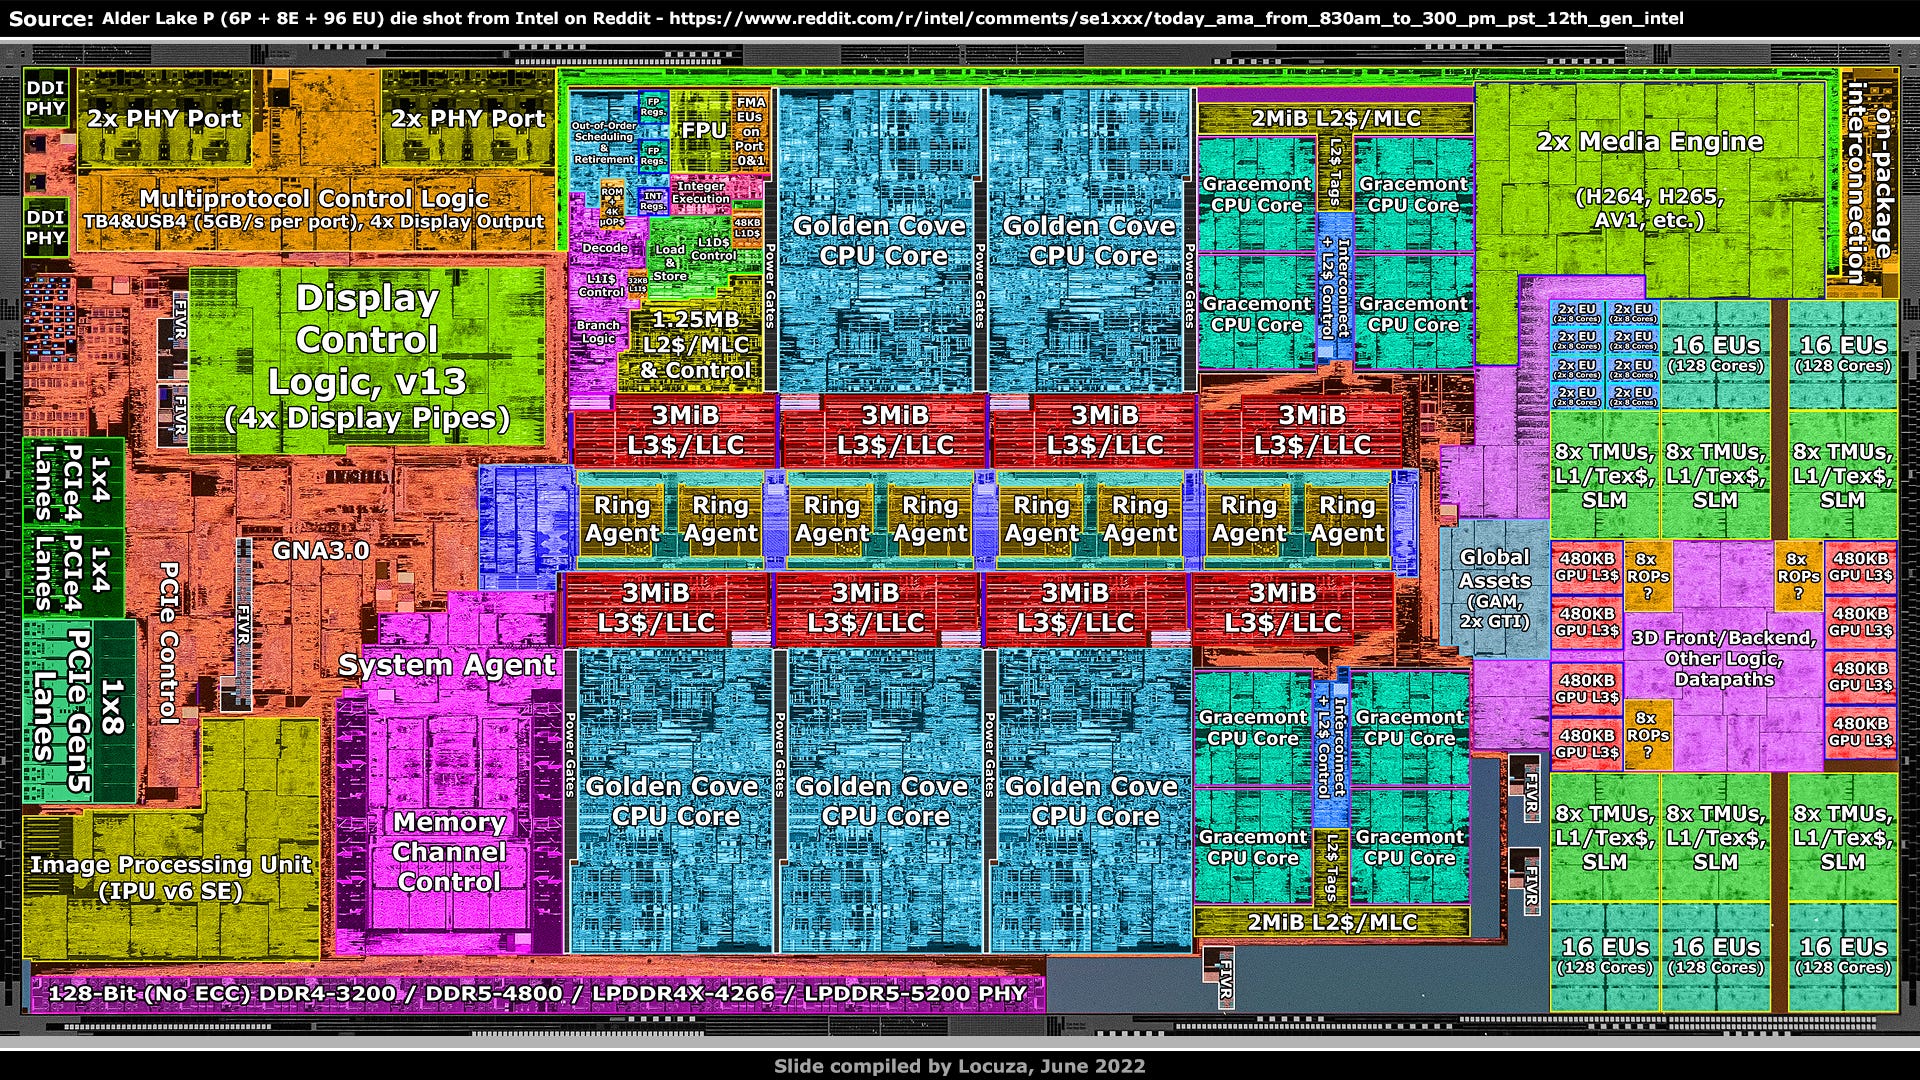 Source: Alder Lake P (6P + 8E + 96 EU) die shot from Intel on Reddit - https://www.reddit.com/r/intel/comments/se1xxx/today_ama_from_830am_to_300_pm_pst_12th_gen_intel
DDI
PHY
2x PHY Port
2x PHY Port
Multiprotocol Control Logic
TB4&USB4 (5GB/s per port), 4x Display Output
DDI
PHY
FIVR
FIVR
Display
Control
Logic, v13
(4x Display Pipes)
1x4
PCIe4
Lanes
1x4
PCIe4
Lanes
1x8
PCIe Gen5
Lanes
PCIe Control
FIVR
GNA3.0
System Agent
Memory
Channel
Control
Image Processing Unit
(IPU v6 SE)
128-Bit (No ECC) DDR4-3200 / DDR5-4800 / LPDDR4X-4266 / LPDDR5-5200 PHY
Out-of-Order
Scheduling
&
Retirement
FP
Regs.
FP
Regs.
INT
Regs.
FPU
FMA
EUs
on
Port
0&1
ROM
+
4K
µOP$
Integer
Execution
48KB
L1D$
Decode
Load
&
Store
L1D$
Control
L1I$
Control
32KB
L1I$
Branch
Logic
1.25MB
L2$/MLC
& Control
Power Gates
Golden Cove
CPU Core
Power Gates
Golden Cove
CPU Core
Power Gates
2MiB L2$/MLC
L2$ Tags
Gracemont
CPU Core
Gracemont
CPU Core
Interconnect
+ L2$ Control
Gracemont
CPU Core
Gracemont
CPU Core
3MiB
L3$/LLC
3MiB
L3$/LLC
3MiB
L3$/LLC
3MiB
L3$/LLC
Ring
Agent
Ring
Agent
Ring
Agent
Ring
Agent
Ring
Agent
Ring
Agent
Ring
Agent
Ring
Agent
3MiB
L3$/LLC
3MiB
L3$/LLC
3MiB
L3$/LLC
3MiB
L3$/LLC
Power Gates
Golden Cove
CPU Core
Power Gates
Golden Cove
CPU Core
Power Gates
Golden Cove
CPU Core
Gracemont
CPU Core
Interconnect
+ L2$ Control
Gracemont
CPU Core
Gracemont
CPU Core
L2$ Tags
Gracemont
CPU Core
2MiB L2$/MLC
FIVR
FIVR
FIVR
2x Media Engine
(H264, H265,
AV1, etc.)
on-package
Interconnection
2x EU
(2x 8 Cores)
2x EU
(2x 8 Cores)
2x EU
(2x 8 Cores)
2x EU
(2x 8 Cores)
2x EU
(2x 8 Cores)
2x EU
(2x 8 Cores)
2x EU
(2x 8 Cores)
2x EU
(2x 8 Cores)
16 EUs
(128 Cores)
16 EUs
(128 Cores)
8x TMUs,
L1/Tex$,
SLM
8x TMUs,
L1/Tex$,
SLM
8x TMUs,
L1/Tex$,
SLM
Global
Assets
(GAM,
2x GTI)
480KB
GPU L3$
8x
ROPs
?
8x
ROPs
?
480KB
GPU L3$
480KB
GPU L3$
480KB
GPU L3$
3D Front/Backend,
Other Logic,
Datapaths
480KB
GPU L3$
480KB
GPU L3$
480KB
GPU L3$
8x
ROPs
?
480KB
GPU L3$
8x TMUs,
L1/Tex$,
SLM
8x TMUs,
L1/Tex$,
SLM
8x TMUs,
L1/Tex$,
SLM
16 EUs
(128 Cores)
16 EUs
(128 Cores)
16 EUs
(128 Cores)
Slide compiled by Locuza, June 2022